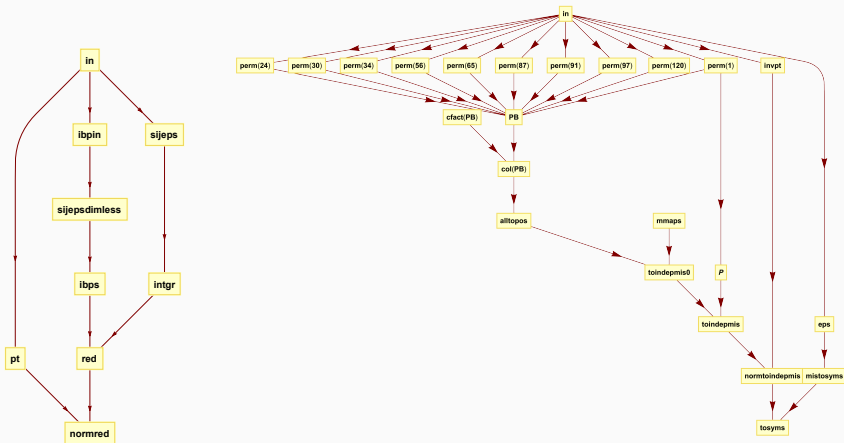 in
ibpin
sijeps
sijepsdimless
ibps
intgr
pt
red
normred
in
perm(24)
perm(30)
perm(34)
perm(56)
perm(65)
perm(87)
perm(91)
perm(97)
perm(120)
perm(1)
invpt
cfact(PB)
PB
col(PB)
alltopos
mmaps
toindepmis0
P
toindepmis
eps
normtoindepmis
mistosyms
tosyms